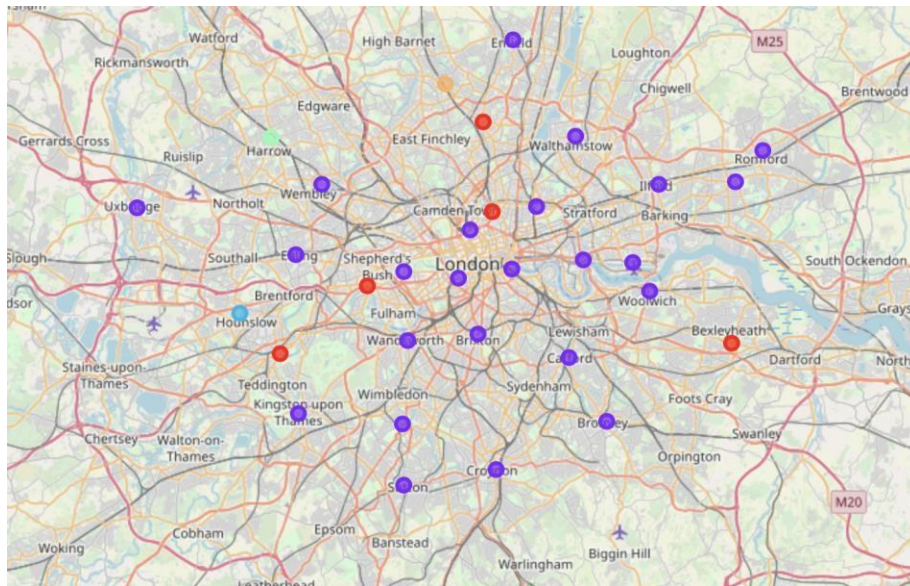 Watford
High Barnet
Enfield
M25
Loughton
Rickmansworth
Chigwell
Brentwood
Edgware
Gerrards Cross
East Finchley
Harrow
Ruislip
Walthamstow
Romford
Wembley
Ilford
Uxbridge
Northolt
Camden Town
Stratford
Barking
Slough
Southall
Ealing
Shepherd's
Bush
London
South Ockendon
Brentford
Woolwich
Hounslow
Fulham
Grays
Wandsworth
Brixton
Lewisham
Bexleyheath
Staines-upon-
Thames
Catford
Dartford
North
Teddington
Sydenham
Wimbledon
Kingston upon
Thames
Foots Cray
Chertsey
Walton-on-
Thames
Bromley
Swanley
Orpington
Croydon
Sutton
M20
Cobham
Epsom
Banstead
Woking
Biggin Hill
Warlingham
Leatherhead